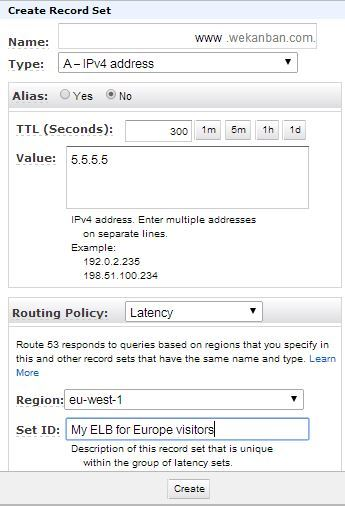 Create Record Set
Name: www .wekanban.com.
Type: A – IPv4 address
Alias: Yes No
TTL (Seconds): 300 1m 5m 1h 1d
Value: 5.5.5.5
IPv4 address. Enter multiple addresses
on separate lines.
Example:
192.0.2.235
198.51.100.234
Routing Policy: Latency
Route 53 responds to queries based on regions that you specify in
this and other record sets that have the same name and type. Learn
More
Region: eu-west-1
Set ID: My ELB for Europe visitors
Description of this record set that is unique
within the group of latency sets.
Create